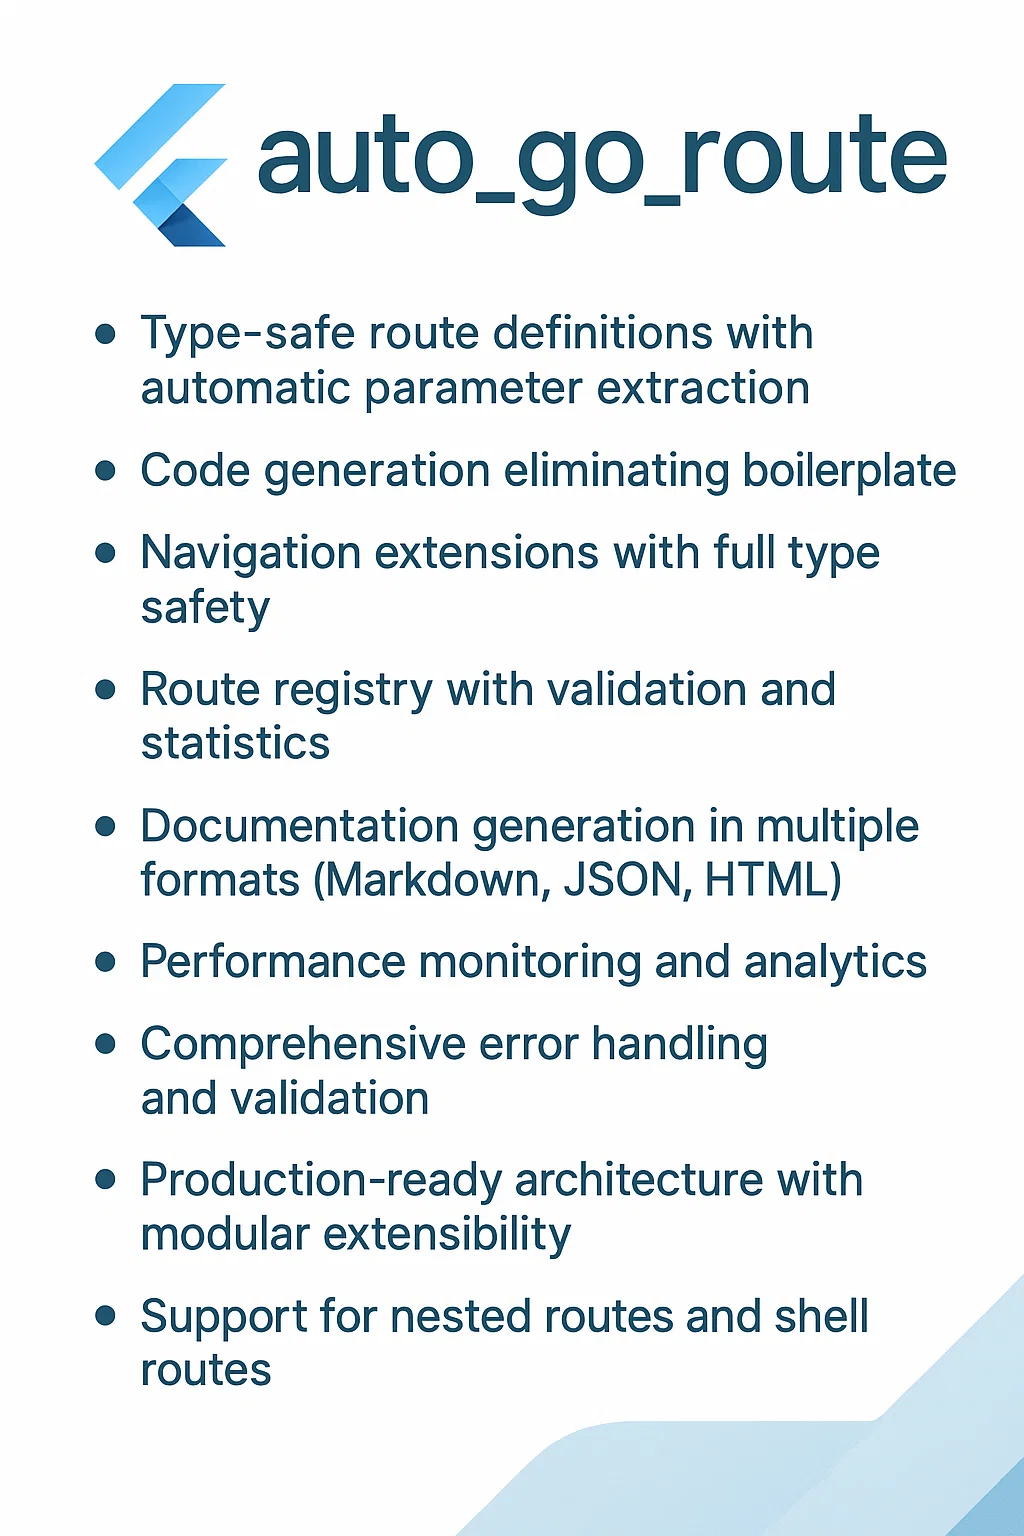 auto_go_route
• Type-safe route definitions with
automatic parameter extraction
• Code generation eliminating boilerplate
• Navigation extensions with full type
safety
• Route registry with validation and
statistics
• Documentation generation in multiple
formats (Markdown, JSON, HTML)
• Performance monitoring and analytics
• Comprehensive error handling
and validation
• Production-ready architecture with
modular extensibility
• Support for nested routes and shell
routes